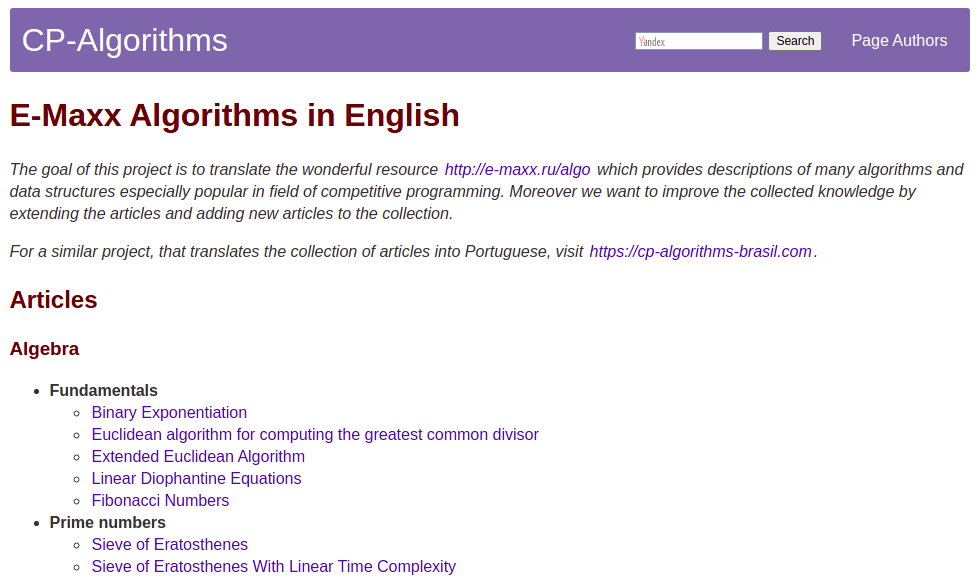 CP-Algorithms
Yandex
Search
Page Authors
E-Maxx Algorithms in English
The goal of this project is to translate the wonderful resource http://e-maxx.ru/algo which provides descriptions of many algorithms and
data structures especially popular in field of competitive programming. Moreover we want to improve the collected knowledge by
extending the articles and adding new articles to the collection.
For a similar project, that translates the collection of articles into Portuguese, visit https://cp-algorithms-brasil.com.
Articles
Algebra
Fundamentals
Binary Exponentiation
Euclidean algorithm for computing the greatest common divisor
Extended Euclidean Algorithm
Linear Diophantine Equations
Fibonacci Numbers
Prime numbers
Sieve of Eratosthenes
Sieve of Eratosthenes With Linear Time Complexity